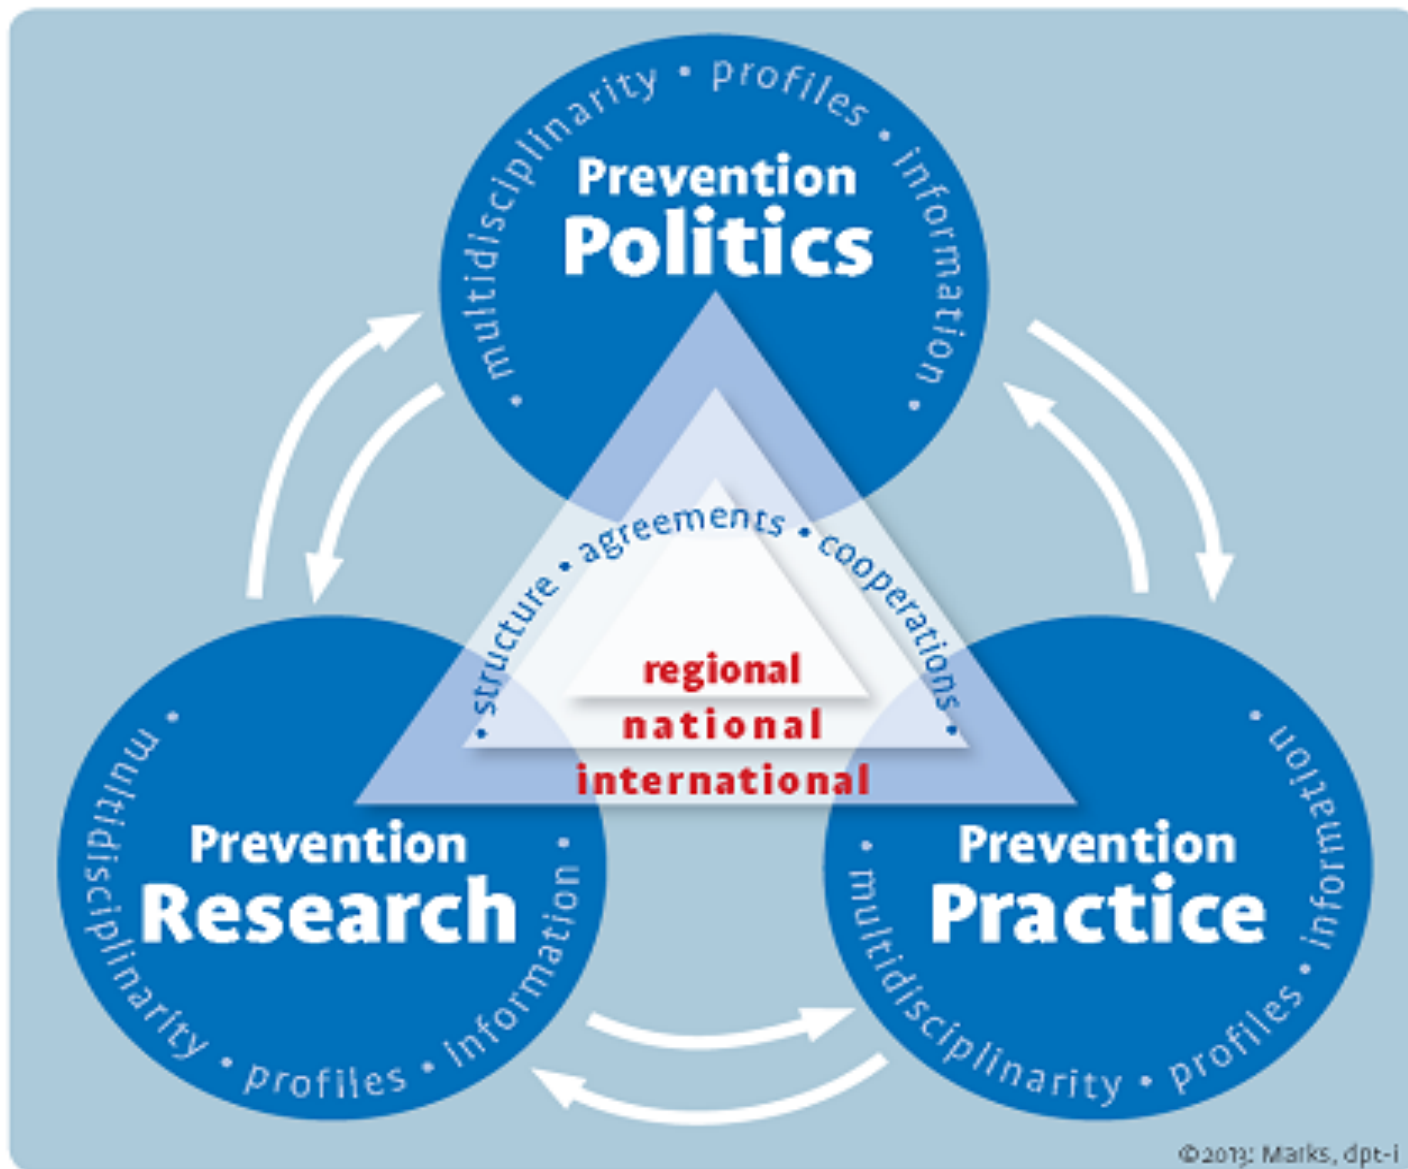 • multidisciplinarity • profiles • information •
Prevention
Politics
• structure • agreements • cooperations •
regional
national
international
Prevention
Research
• multidisciplinarity • profiles • information •
Prevention
Practice
• multidisciplinarity • profiles • information •
©2013: Marks, dpt-i